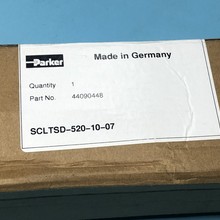 Parker
Made in Germany
Quantity 1
Part No. 44090448
SCLTSD-520-10-07